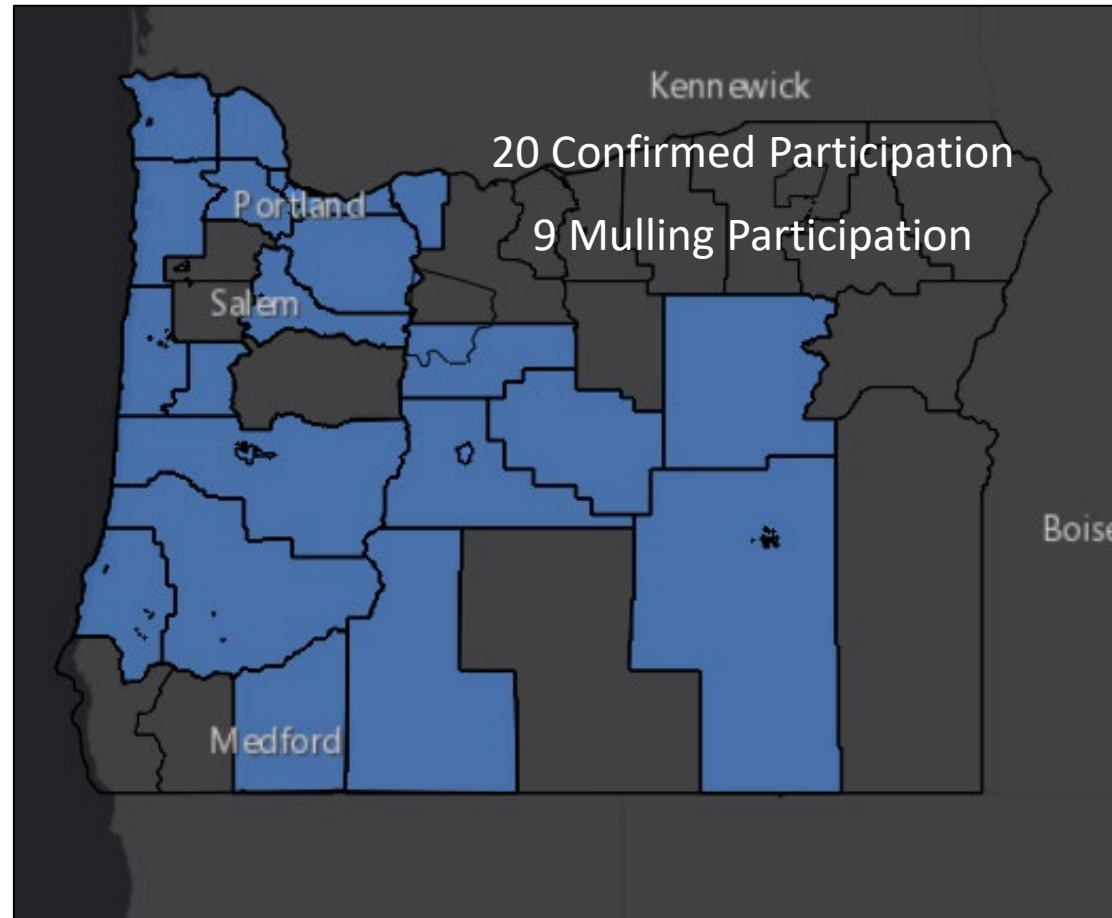 Kennewick
20 Confirmed Participation
9 Mulling Participation
Portland
Salem
Boise
Medford